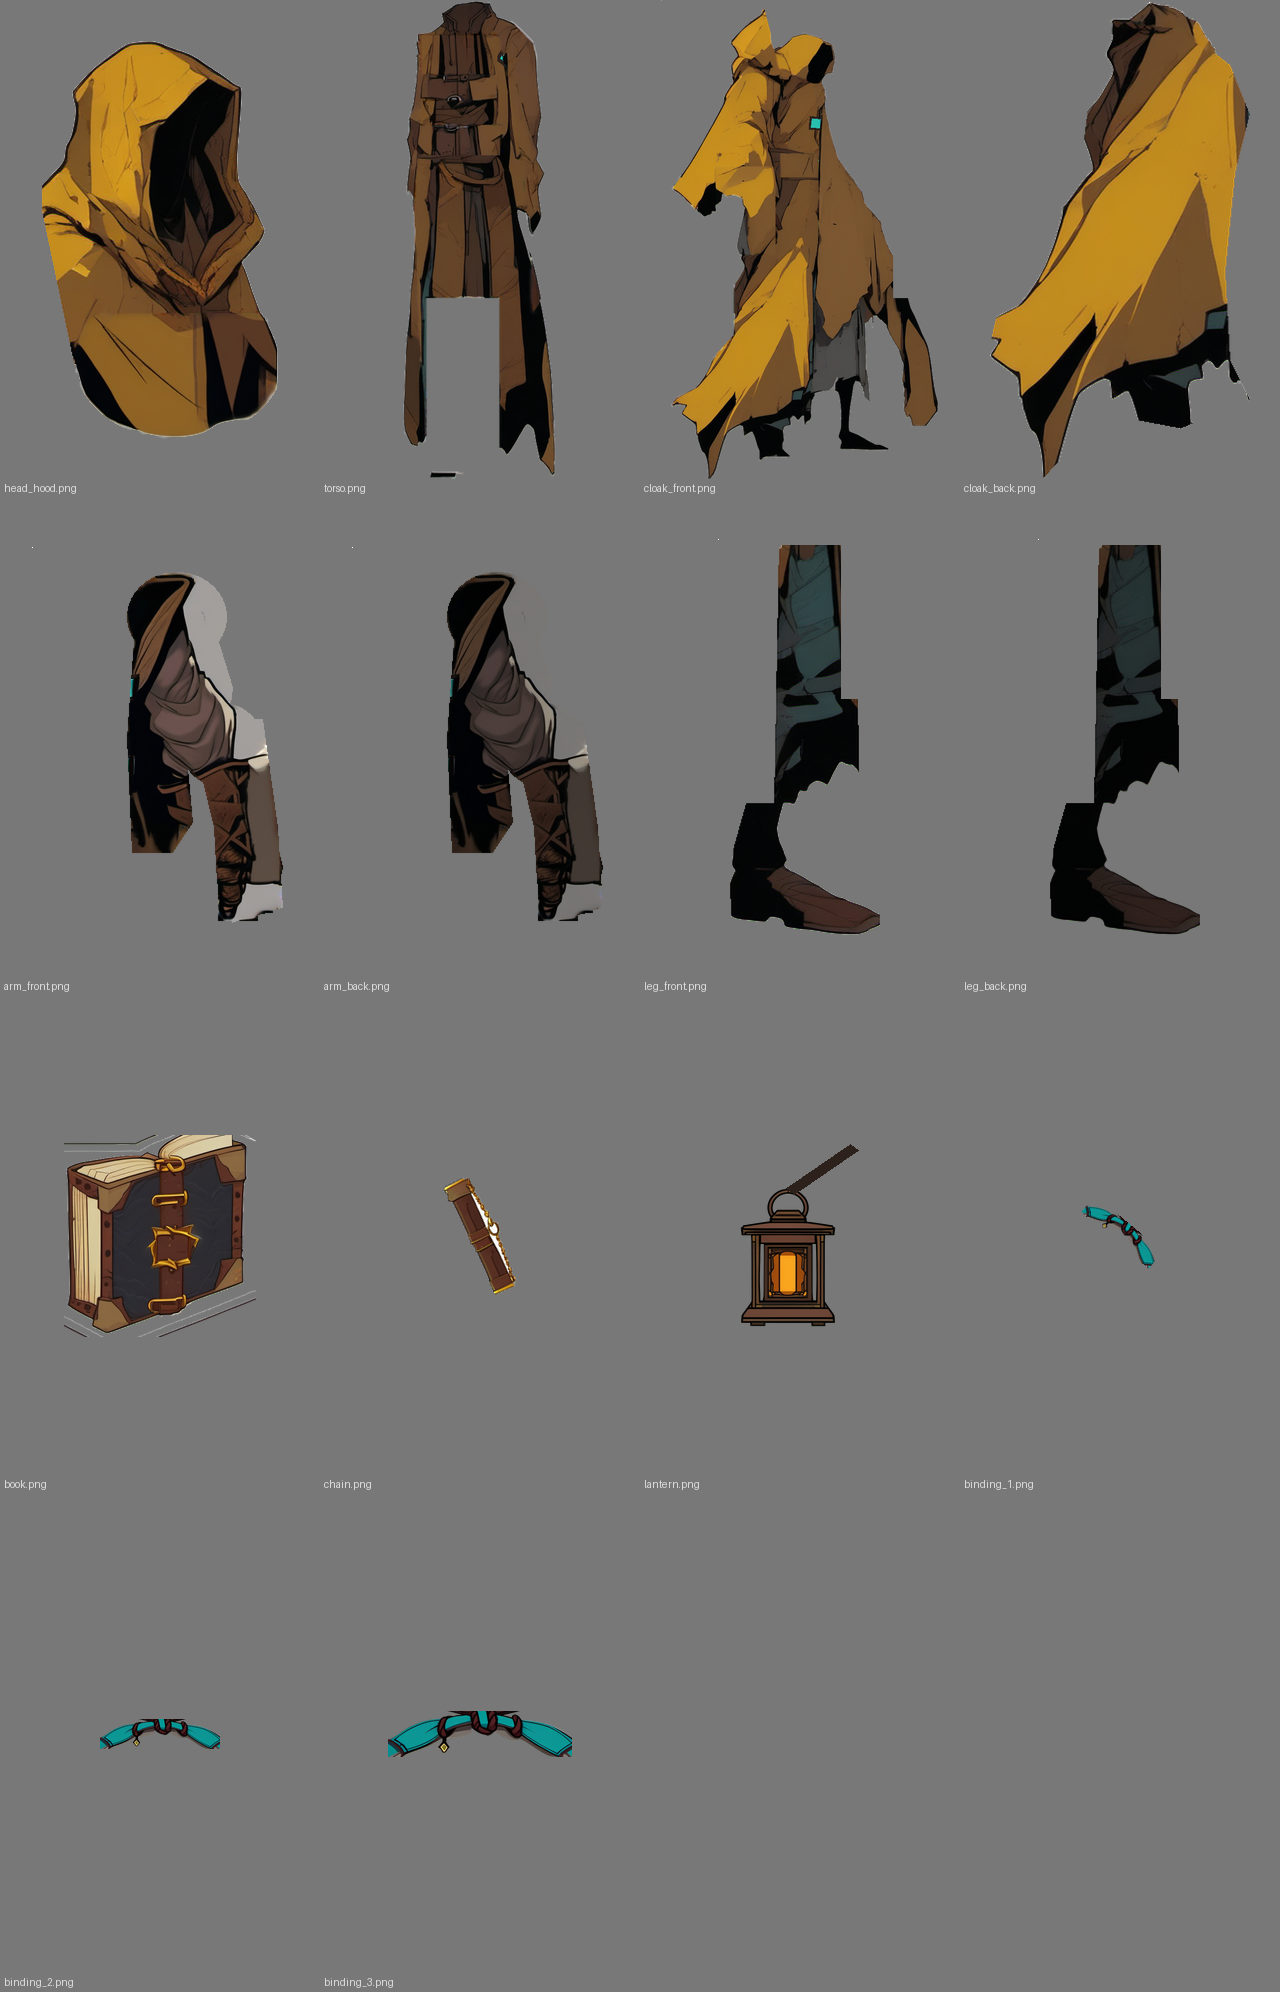 head_hood.png
torso.png
cloak_front.png
cloak_back.png
arm_front.png
arm_back.png
leg_front.png
leg_back.png
book.png
chain.png
lantern.png
binding_1.png
binding_2.png
binding_3.png